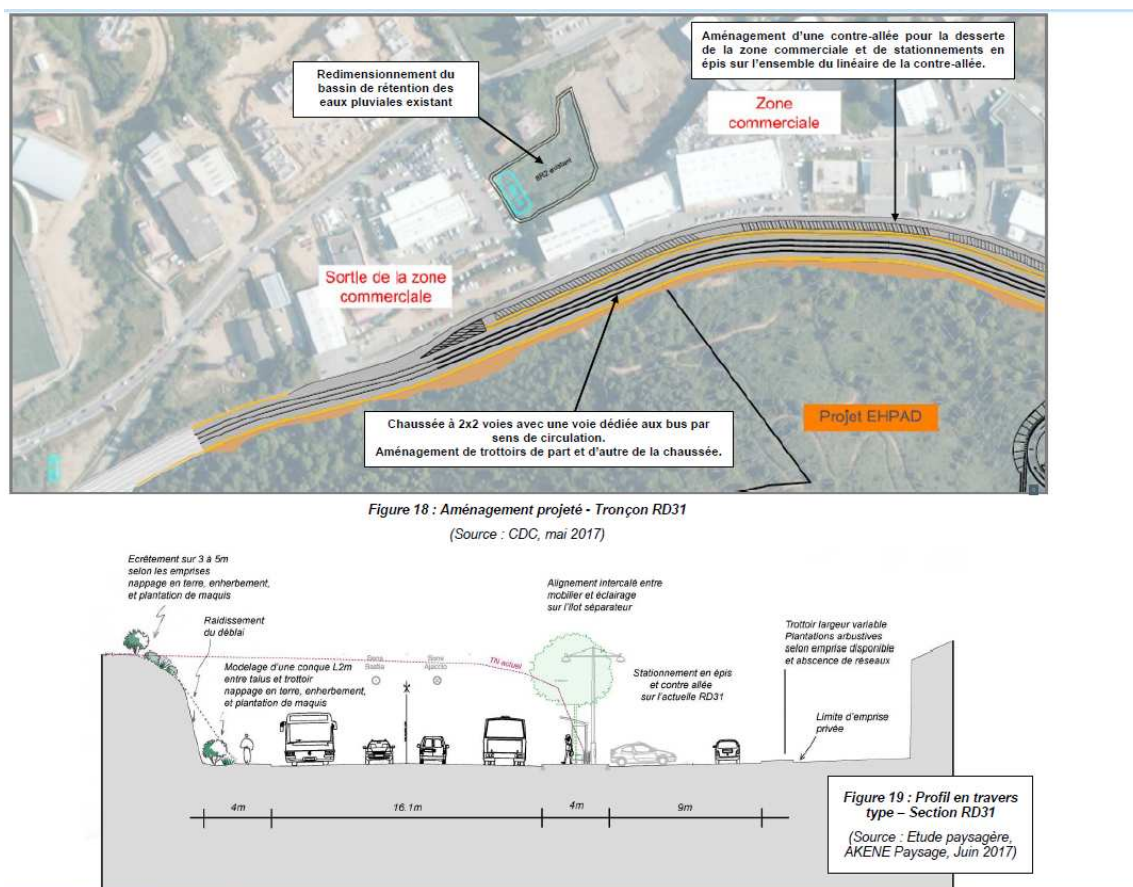 Aménagement d'une contre-allée pour la desserte
de la zone commerciale et de stationnements en
épis sur l'ensemble du linéaire de la contre-allée.
Redimensionnement du
bassin de rétention des
eaux pluviales existant
Zone
commerciale
BR2 existant
Sortie de la zone
commerciale
Chaussée à 2x2 voies avec une voie dédiée aux bus par
sens de circulation.
Aménagement de trottoirs de part et d'autre de la chaussée.
Projet EHPAD
Figure 18 : Aménagement projeté - Tronçon RD31
(Source : CDC, mai 2017)
Ecrêtement sur 3 à 5m
selon les emprises
nappage en terre, enherbement,
et plantation de maquis
Raidissement
du déblai
Modelage d'une conque L2m
entre talus et trottoir
nappage en terre, enherbement,
et plantation de maquis
Sens
Bastia
Sens
Ajaccio
TN actuel
Alignement intercalé entre
mobilier et éclairage
sur l'îlot séparateur
Stationnement en épis
et contre allée
sur l'actuelle RD31
Trottoir largeur variable
Plantations arbustives
selon emprise disponible
et absence de réseaux
Limite d'emprise
privée
4m
16.1m
4m
9m
Figure 19 : Profil en travers
type – Section RD31
(Source : Etude paysagère,
AKENE Paysage, Juin 2017)